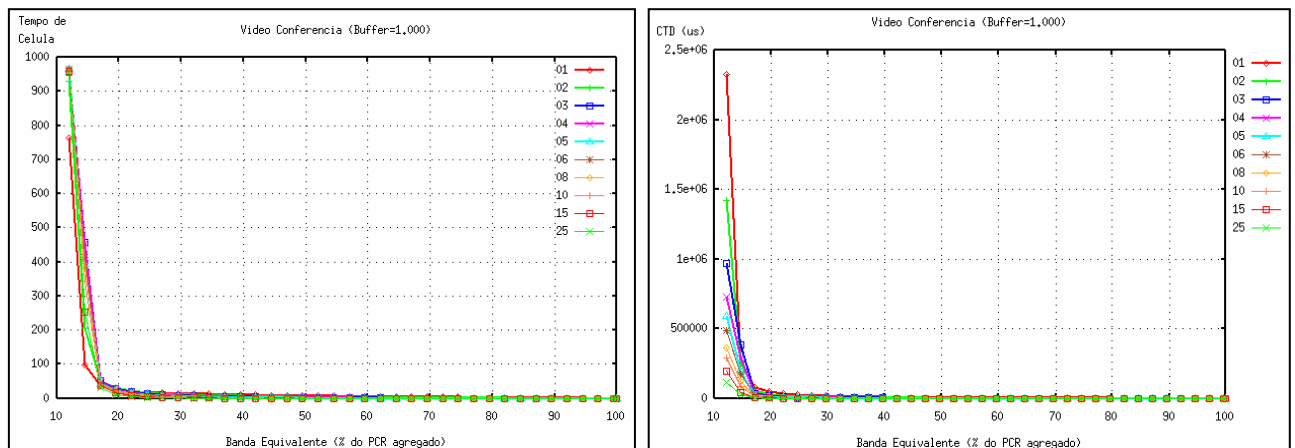 Tempo de
Celula
Video Conferencia (Buffer=1.000)
1000
900
800
700
600
500
400
300
200
100
0
01
02
03
04
05
06
08
10
15
25
10 20 30 40 50 60 70 80 90 100
Banda Equivalente (% do PCR agregado)
Video Conferencia (Buffer=1.000)
CTD (us)
2.5e+06
2e+06
1.5e+06
1e+06
500000
0
01
02
03
04
05
06
08
10
15
25
10 20 30 40 50 60 70 80 90 100
Banda Equivalente (% do PCR agregado)